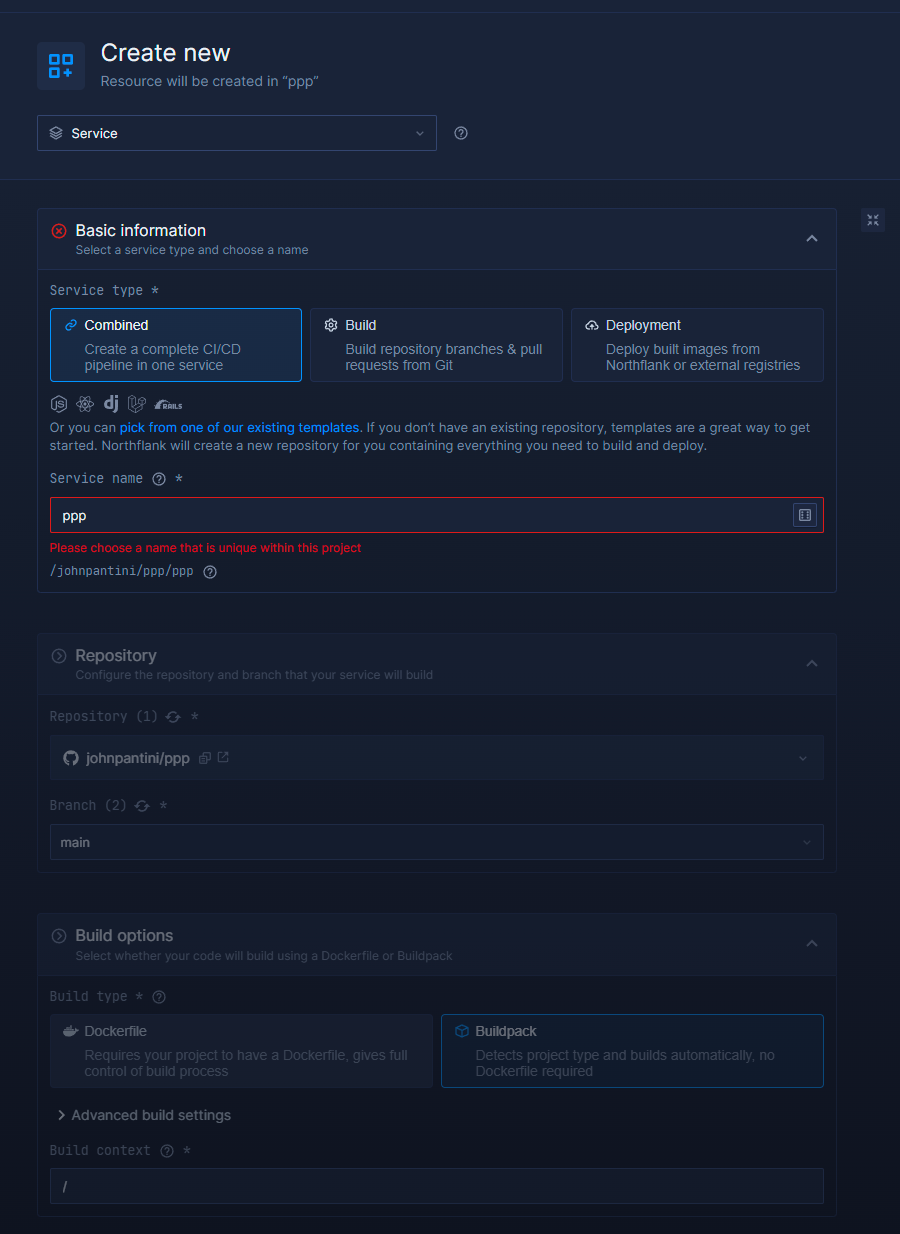 Create new
Resource will be created in “ppp”
Service
Basic information
Select a service type and choose a name
Service type *
Combined
Create a complete CI/CD
pipeline in one service
Build
Build repository branches & pull
requests from Git
Deployment
Deploy built images from
Northflank or external registries
JS dj RAILS
Or you can pick from one of our existing templates. If you don’t have an existing repository, templates are a great way to get
started. Northflank will create a new repository for you containing everything you need to build and deploy.
Service name *
ppp
Please choose a name that is unique within this project
/johnpantini/ppp/ppp
Repository
Configure the repository and branch that your service will build
Repository (1) *
johnpantini/ppp
Branch (2) *
main
Build options
Select whether your code will build using a Dockerfile or Buildpack
Build type *
Dockerfile
Requires your project to have a Dockerfile, gives full
control of build process
Buildpack
Detects project type and builds automatically, no
Dockerfile required
Advanced build settings
Build context *
/